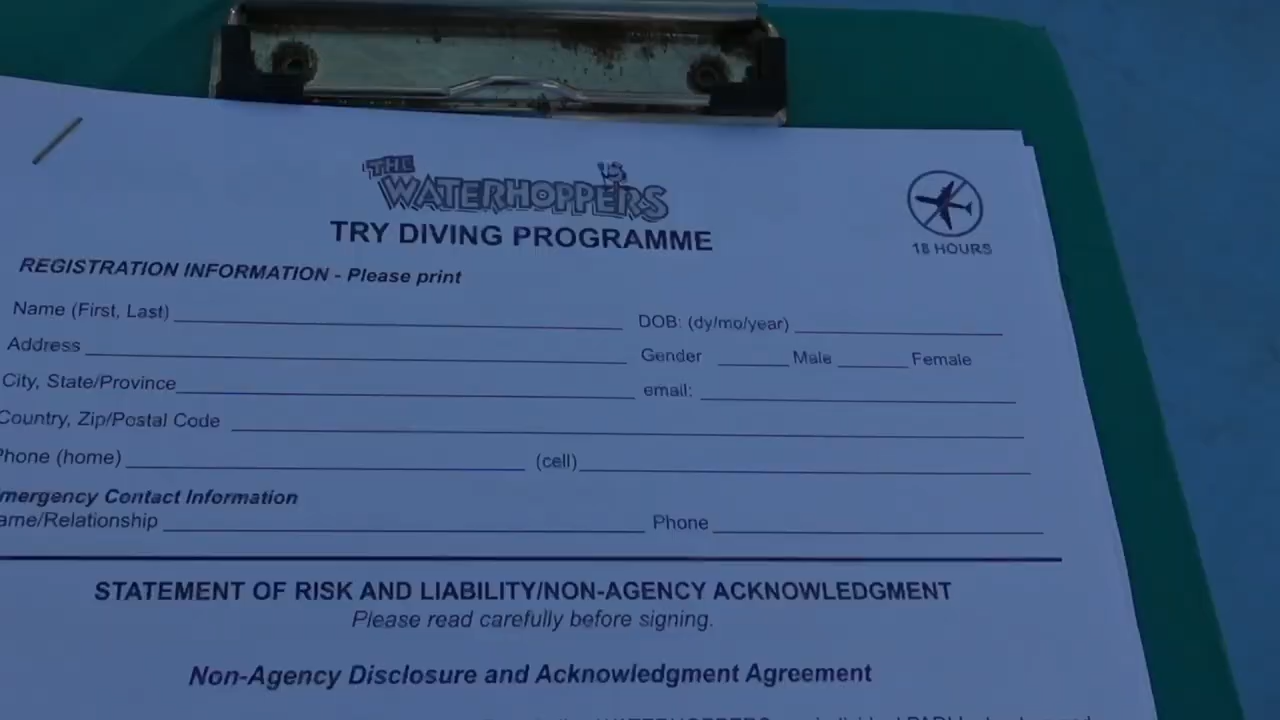 THE
WATERHOPPERS
TRY DIVING PROGRAMME
18 HOURS
REGISTRATION INFORMATION - Please print
Name (First, Last) DOB: (dy/mo/year)
Address Gender Male Female
City, State/Province email:
Country, Zip/Postal Code
Phone (home) (cell)
mergency Contact Information
ame/Relationship Phone
STATEMENT OF RISK AND LIABILITY/NON-AGENCY ACKNOWLEDGMENT
Please read carefully before signing.
Non-Agency Disclosure and Acknowledgment Agreement